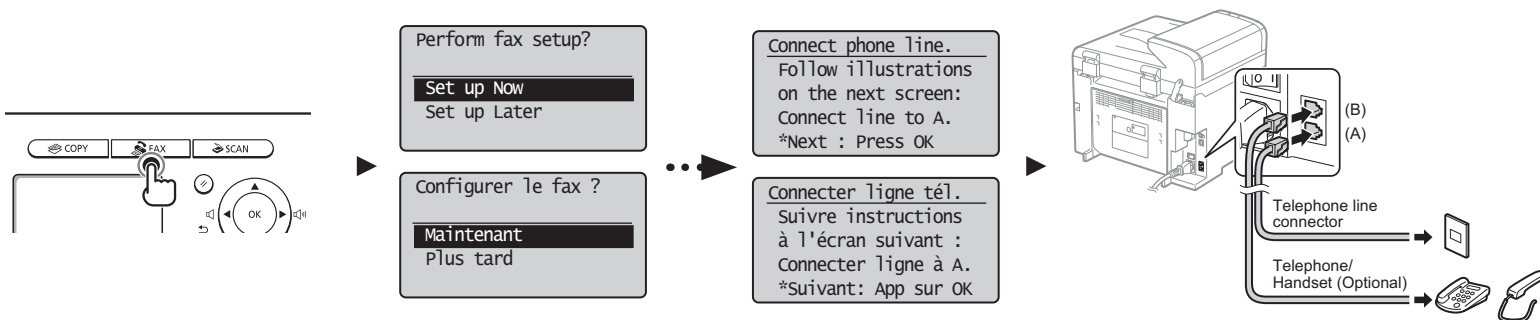 COPY
FAX
SCAN
OK
Perform fax setup?
Set up Now
Set up Later
Configurer le fax ?
Maintenant
Plus tard
Connect phone line.
Follow illustrations
on the next screen:
Connect line to A.
*Next : Press OK
Connecter ligne tél.
Suivre instructions
à l'écran suivant :
Connecter ligne à A.
*Suivant: App sur OK
(B)
(A)
Telephone line
connector
Telephone/
Handset (Optional)